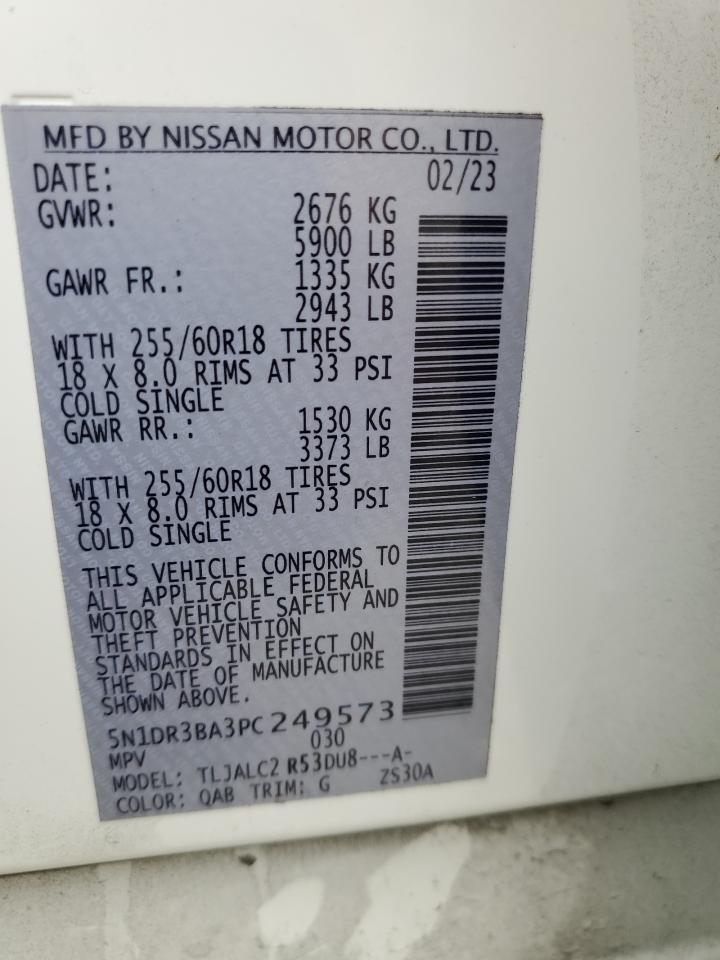 MFD BY NISSAN MOTOR CO., LTD.
DATE: 02/23
GVWR: 2676 KG
5900 LB
GAWR FR.: 1335 KG
2943 LB
WITH 255/60R18 TIRES
18 X 8.0 RIMS AT 33 PSI
COLD SINGLE
GAWR RR.: 1530 KG
3373 LB
WITH 255/60R18 TIRES
18 X 8.0 RIMS AT 33 PSI
COLD SINGLE
THIS VEHICLE CONFORMS TO
ALL APPLICABLE FEDERAL
MOTOR VEHICLE SAFETY AND
THEFT PREVENTION
STANDARDS IN EFFECT ON
THE DATE OF MANUFACTURE
SHOWN ABOVE.
5N1DR3BA3PC249573
MPV 030
MODEL: TLJALC2 R53DU8---A-
COLOR: QAB TRIM: G ZS30A